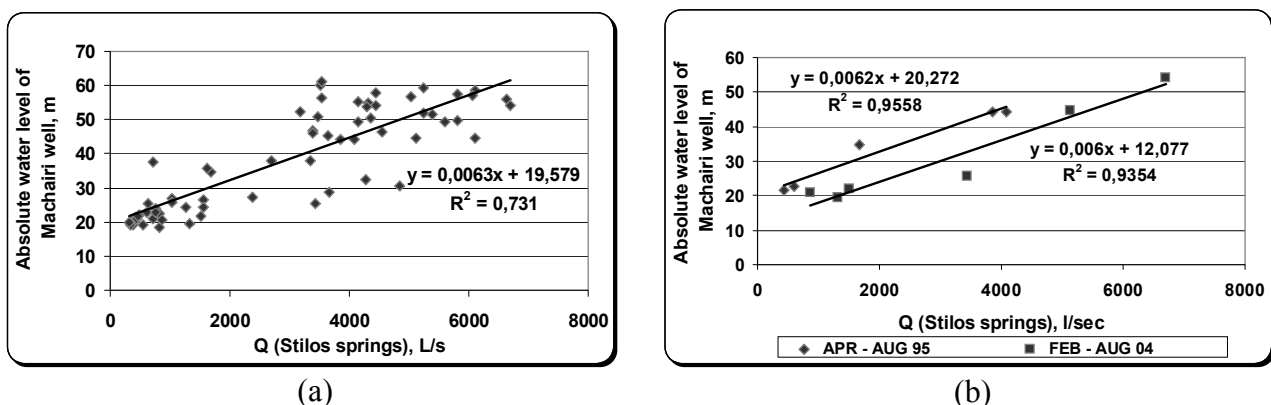 Absolute water level of
Machairi well, m
70
60
50
40
30
20
10
0
y = 0,0063x + 19,579
R² = 0,731
0 2000 4000 6000 8000
Q (Stilos springs), L/s
(a)
Absolute water level of
Machairi well, m
60
50
40
30
20
10
0
y = 0,0062x + 20,272
R² = 0,9558
y = 0,006x + 12,077
R² = 0,9354
0 2000 4000 6000 8000
Q (Stilos springs), l/sec
APR - AUG 95 FEB - AUG 04
(b)